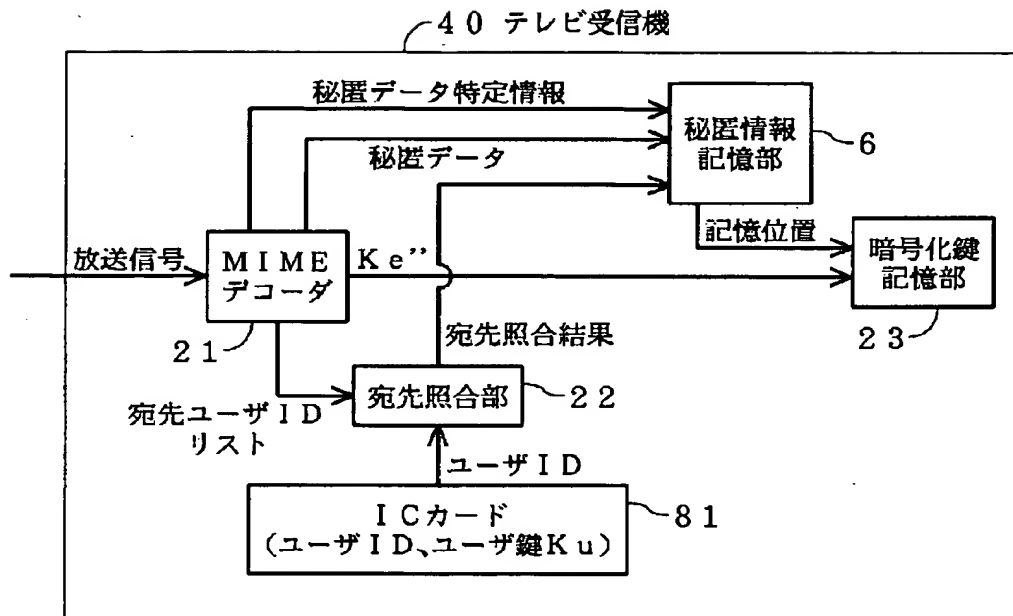 40 テレビ受信機
秘匿データ特定情報
秘匿情報
記憶部
6
秘匿データ
記憶位置
放送信号
MIME
デコーダ
Ke''
暗号化鍵
記憶部
21
23
宛先照合結果
宛先照合部
22
宛先ユーザID
リスト
ユーザID
ICカード
(ユーザID、ユーザ鍵Ku)
81